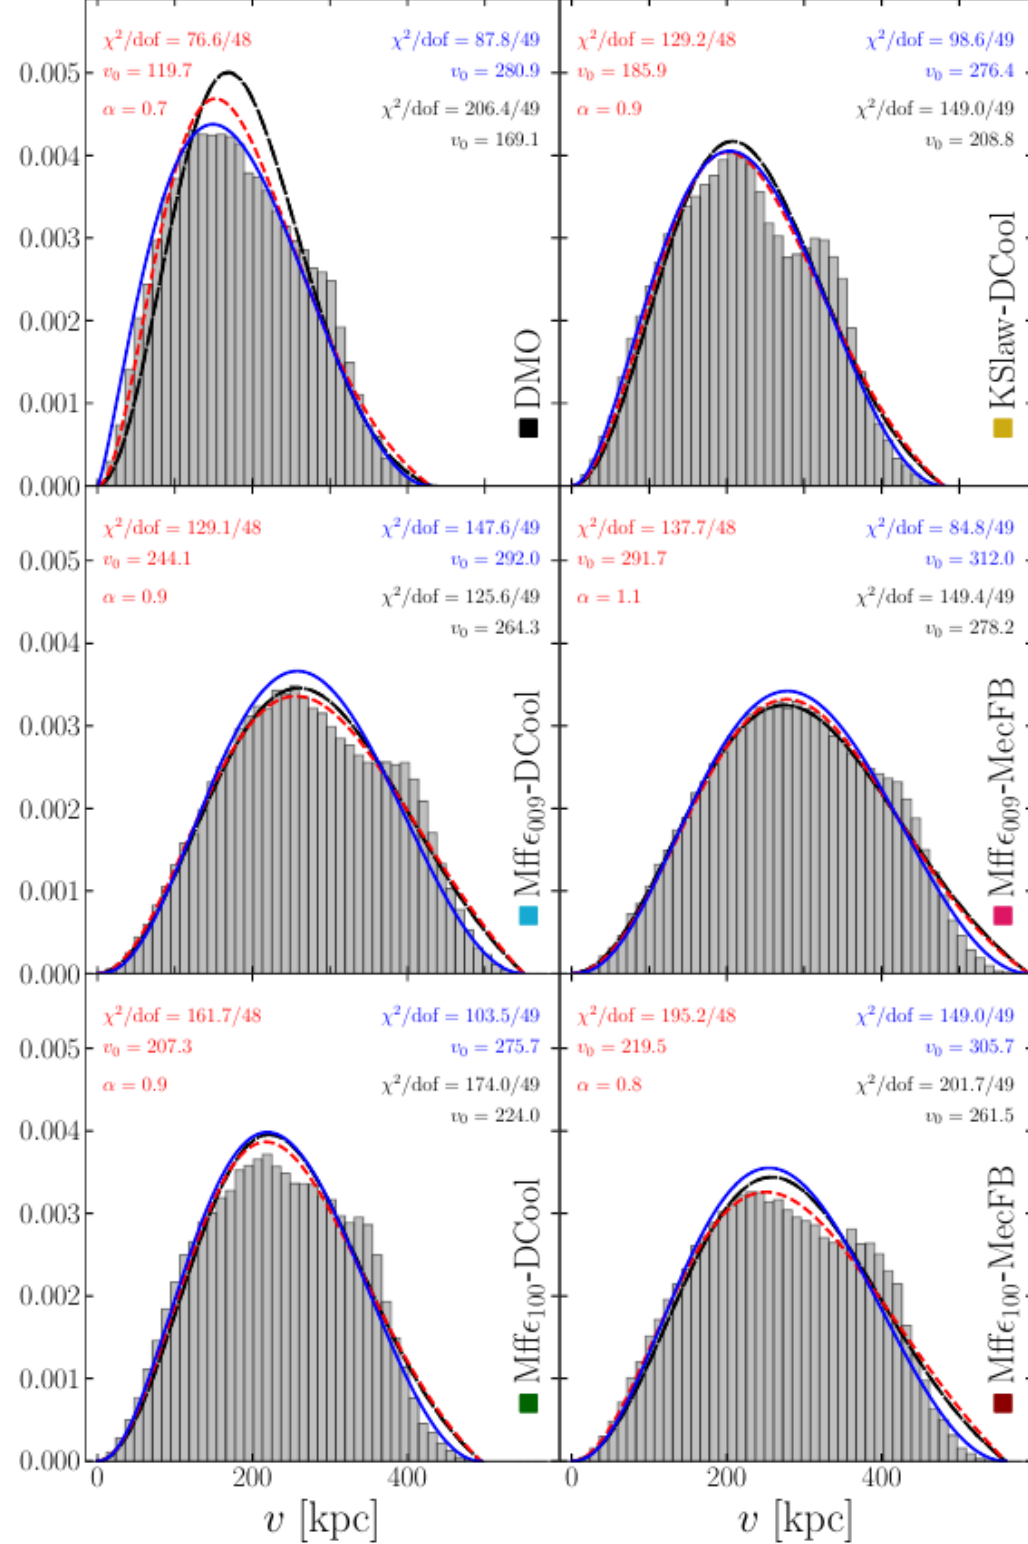 χ²/dof = 76.6/48 χ²/dof = 87.8/49
v₀ = 119.7 v₀ = 280.9
α = 0.7 χ²/dof = 206.4/49
v₀ = 169.1
DMO
0.005
0.004
0.003
0.002
0.001
0.000
χ²/dof = 129.2/48 χ²/dof = 98.6/49
v₀ = 185.9 v₀ = 276.4
α = 0.9 χ²/dof = 149.0/49
v₀ = 208.8
KSlaw-DCool
χ²/dof = 129.1/48 χ²/dof = 147.6/49
v₀ = 244.1 v₀ = 292.0
α = 0.9 χ²/dof = 125.6/49
v₀ = 264.3
Mffϵ₀₀₉-DCool
0.005
0.004
0.003
0.002
0.001
0.000
χ²/dof = 137.7/48 χ²/dof = 84.8/49
v₀ = 291.7 v₀ = 312.0
α = 1.1 χ²/dof = 149.4/49
v₀ = 278.2
Mffϵ₀₀₉-MecFB
χ²/dof = 161.7/48 χ²/dof = 103.5/49
v₀ = 207.3 v₀ = 275.7
α = 0.9 χ²/dof = 174.0/49
v₀ = 224.0
Mffϵ₁₀₀-DCool
0.005
0.004
0.003
0.002
0.001
0.000
χ²/dof = 195.2/48 χ²/dof = 149.0/49
v₀ = 219.5 v₀ = 305.7
α = 0.8 χ²/dof = 201.7/49
v₀ = 261.5
Mffϵ₁₀₀-MecFB
0 200 400 0 200 400
v [kpc] v [kpc]